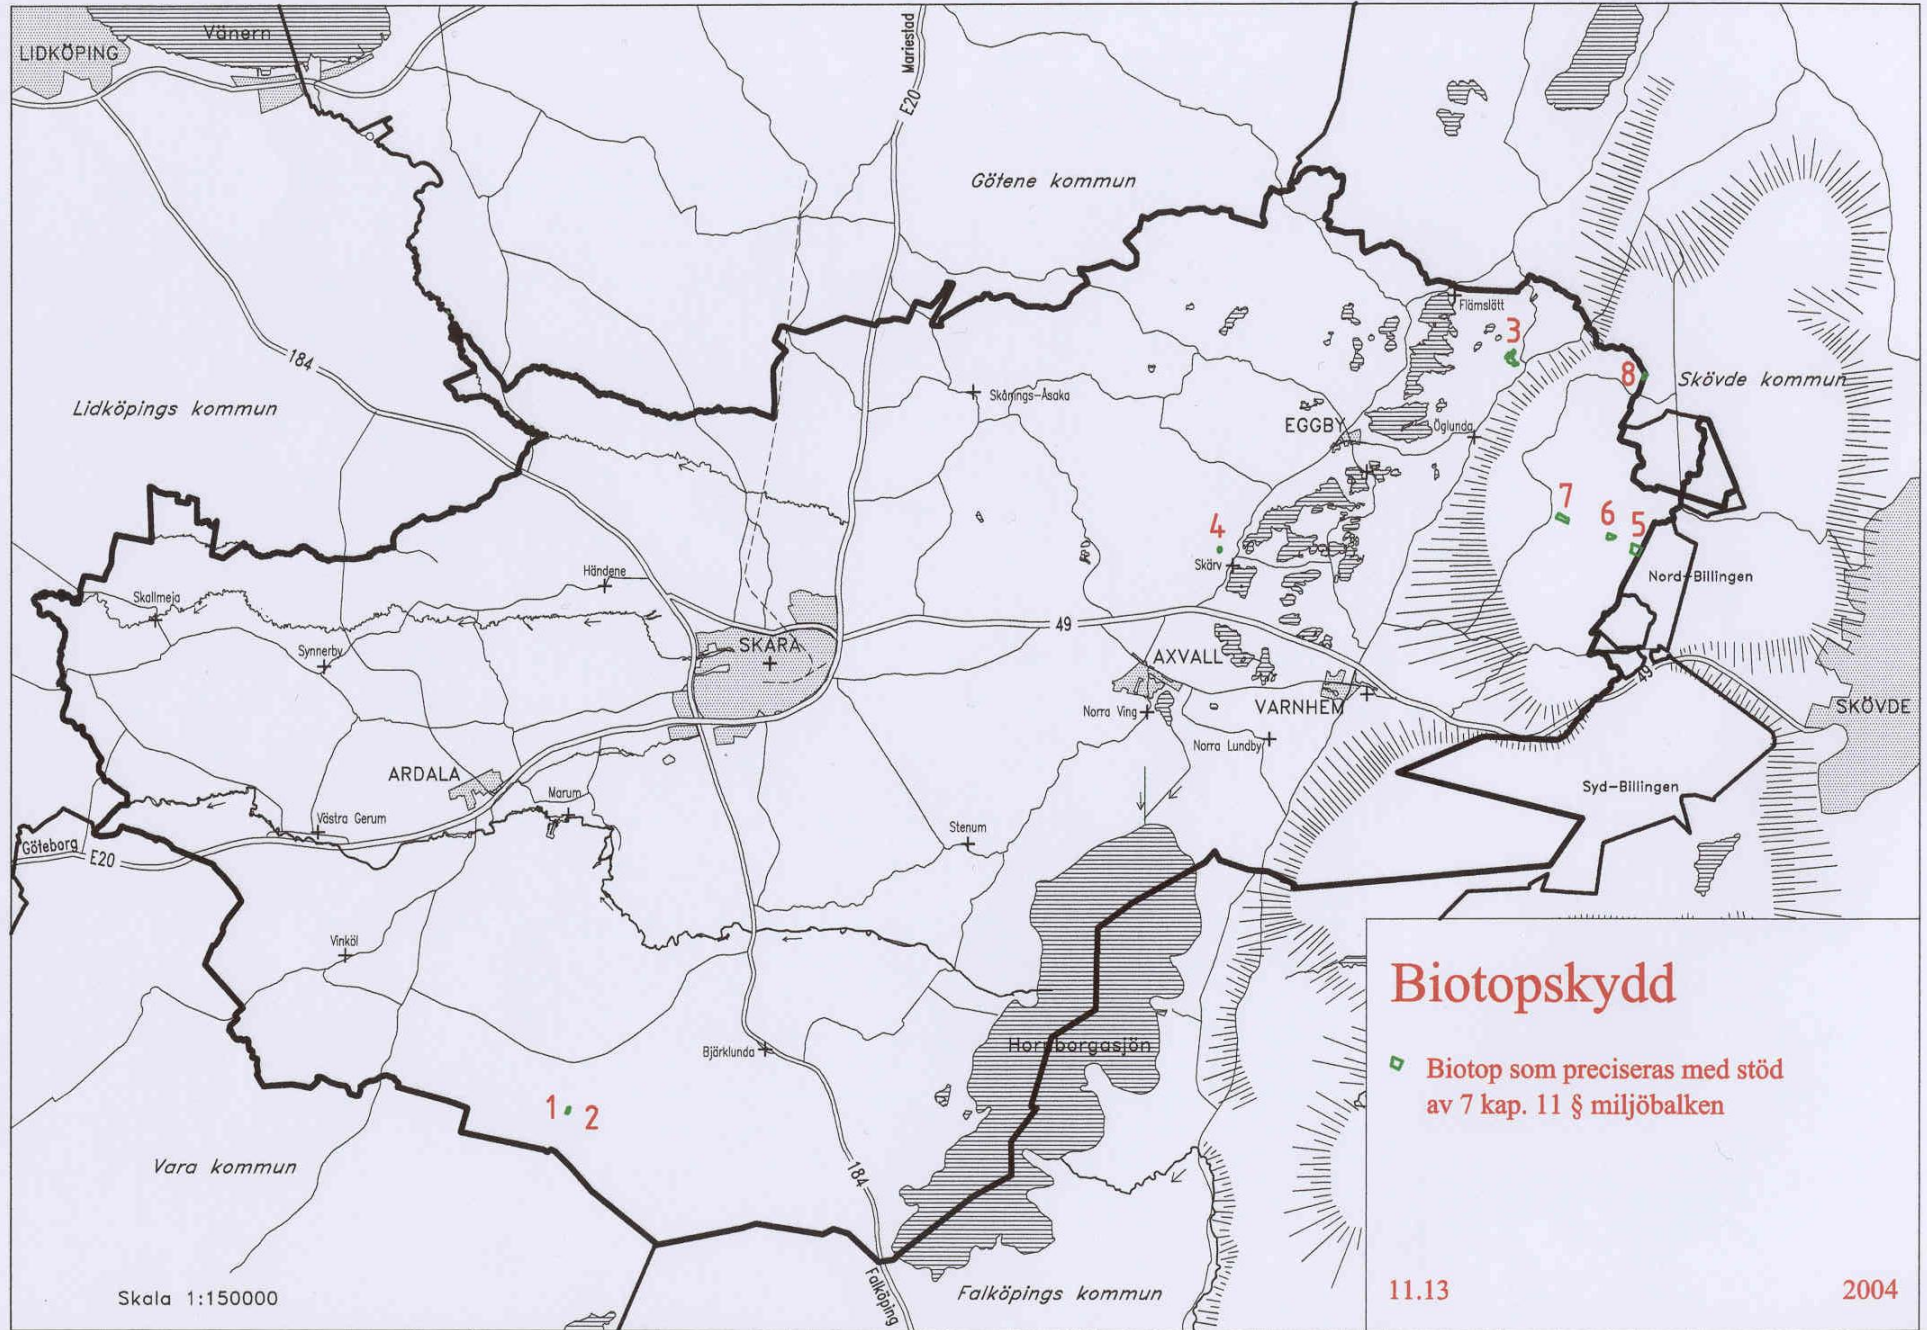 Vänern
LIDKÖPING
Mariestad
E20
Götene kommun
Flämslätt
3
184
8
Skövde kommun
Lidköpings kommun
Skånings-Åsaka
EGGBY
Öglunda
7
6
5
4
Skärv
Nord-Billingen
Händene
Skallmeja
49
SKARA
Synnerby
AXVALL
49
VARNHEM
SKÖVDE
Norra Ving
Norra Lundby
ARDALA
Syd-Billingen
Marum
Västra Gerum
Stenum
Göteborg
E20
Vinköl
Biotopskydd
Hornborgasjön
Björklunda
Biotop som preciseras med stöd
av 7 kap. 11 § miljöbalken
1
2
Vara kommun
184
Falköping
Falköpings kommun
Skala 1:150000
11.13
2004